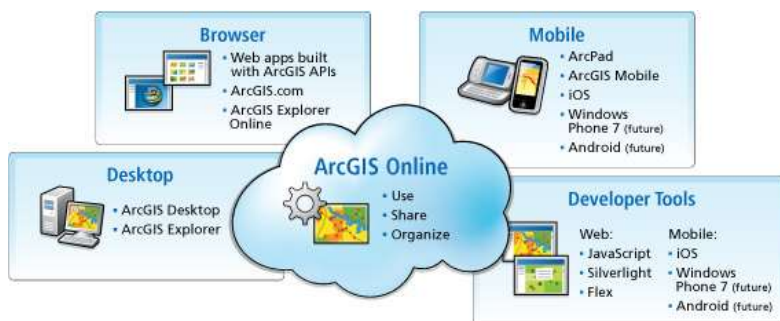 Browser
• Web apps built
with ArcGIS APIs
• ArcGIS.com
• ArcGIS Explorer
Online
Mobile
• ArcPad
• ArcGIS Mobile
• iOS
• Windows
Phone 7 (future)
• Android (future)
Desktop
• ArcGIS Desktop
• ArcGIS Explorer
ArcGIS Online
• Use
• Share
• Organize
Developer Tools
Web:
• JavaScript
• Silverlight
• Flex
Mobile:
• iOS
• Windows
Phone 7 (future)
• Android (future)